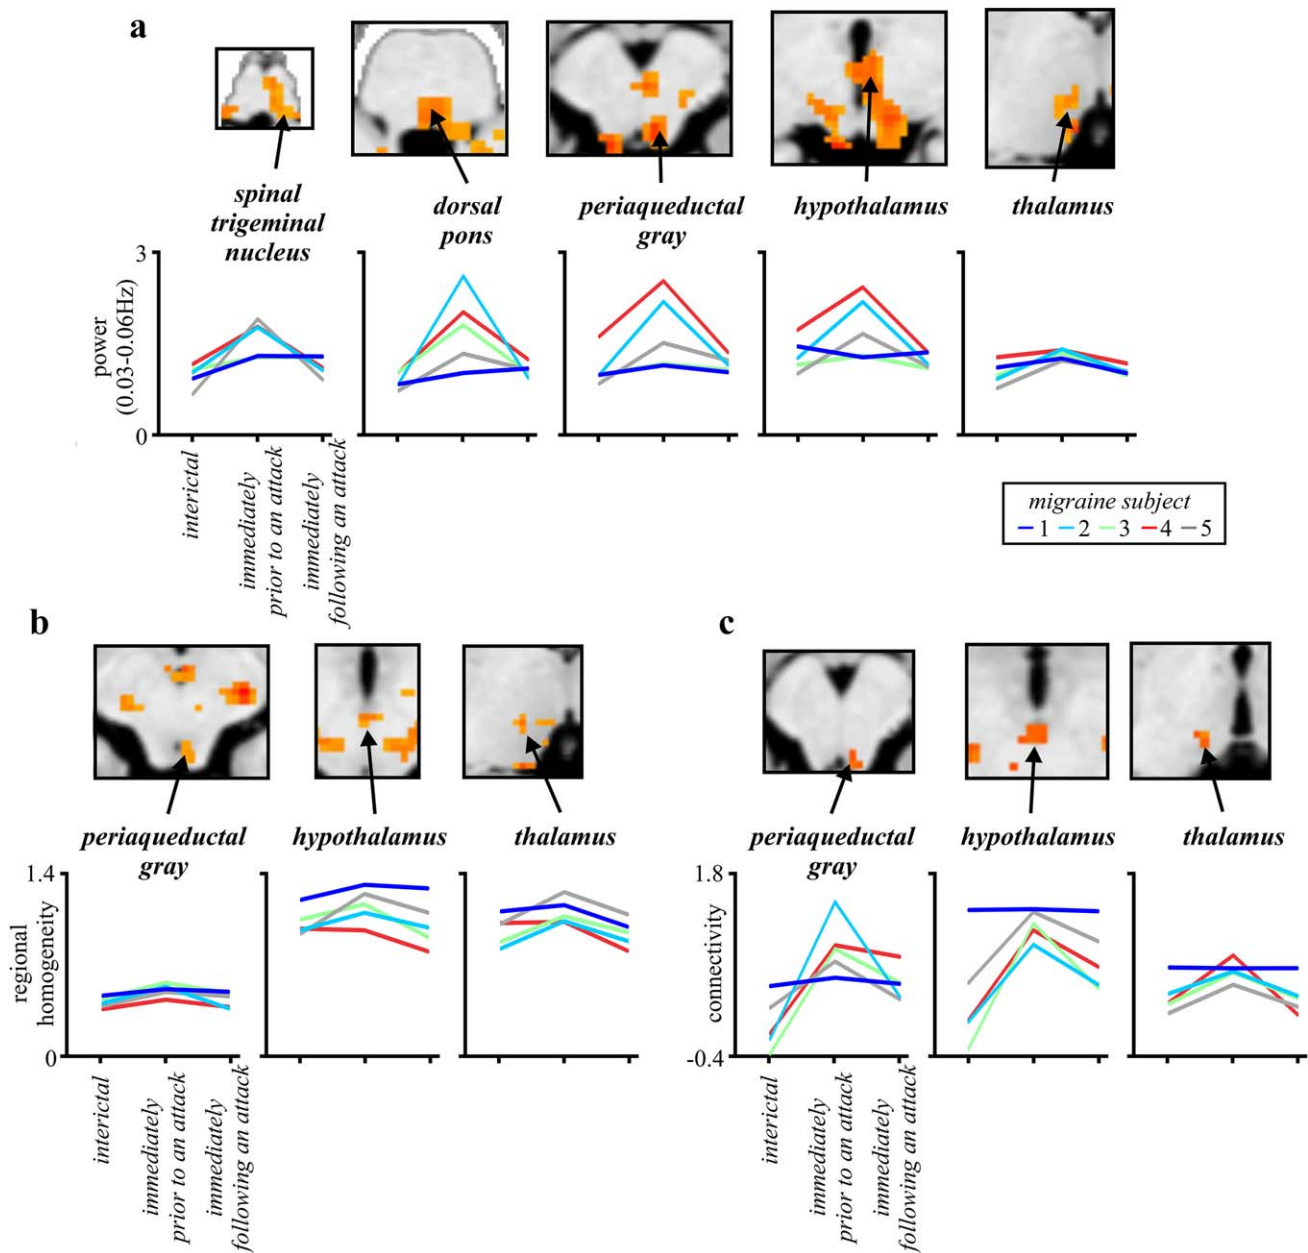 a
spinal
trigeminal
nucleus
dorsal
pons
periaqueductal
gray
hypothalamus
thalamus
3
power
(0.03-0.06Hz)
0
interictal
immediately
prior to an attack
immediately
following an attack
migraine subject
1 2 3 4 5
b
periaqueductal
gray
hypothalamus
thalamus
1.4
regional
homogeneity
0
interictal
immediately
prior to an attack
immediately
following an attack
c
periaqueductal
gray
hypothalamus
thalamus
1.8
connectivity
-0.4
interictal
immediately
prior to an attack
immediately
following an attack